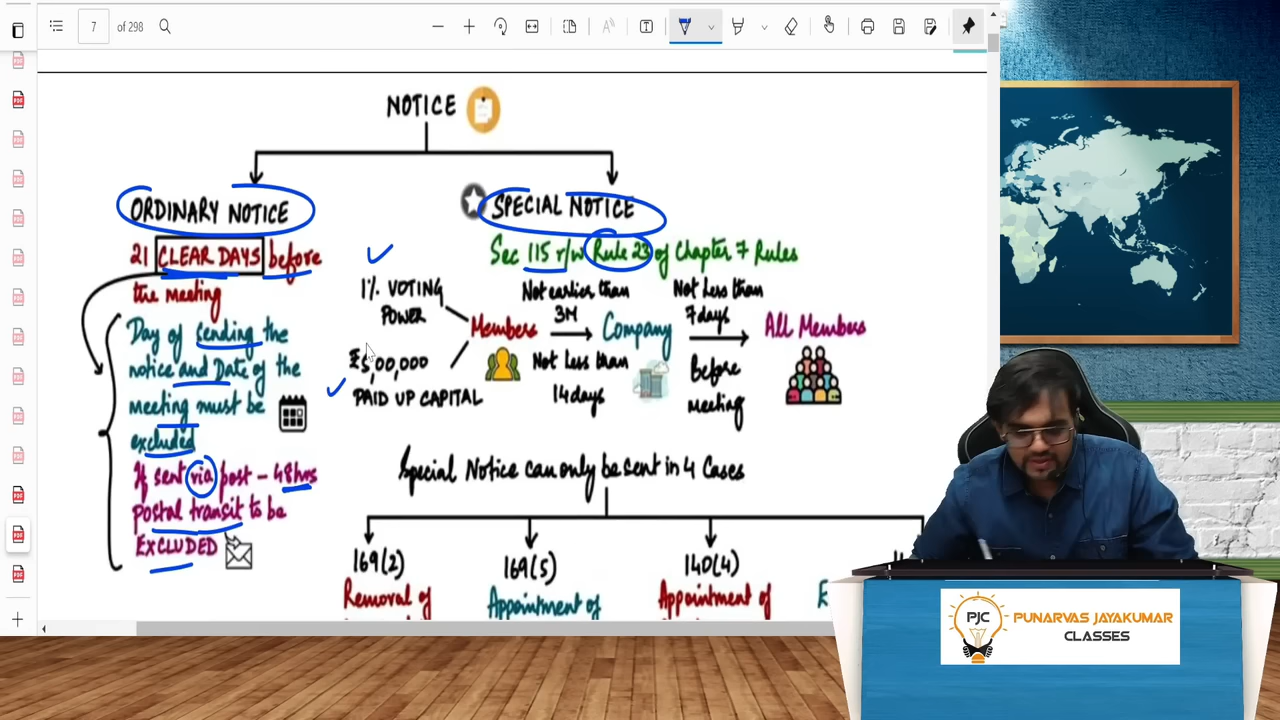 7 of 298
NOTICE
ORDINARY NOTICE
21 CLEAR DAYS before
the meeting
Day of sending the
notice and Date of the
meeting must be
excluded
If sent via post - 48hrs
postal transit to be
EXCLUDED
SPECIAL NOTICE
Sec 115 r/w Rule 23 of Chapter 7 Rules
1% VOTING
POWER
₹5,00,000
PAID UP CAPITAL
Members
Not earlier than
3M
Not Less than
14days
Company
Not Less than
7days
Before
meeting
All Members
Special Notice can only be sent in 4 Cases
169(2)
Removal of
169(5)
Appointment of
140(4)
Appointment of
PJC
PUNARVAS JAYAKUMAR
CLASSES